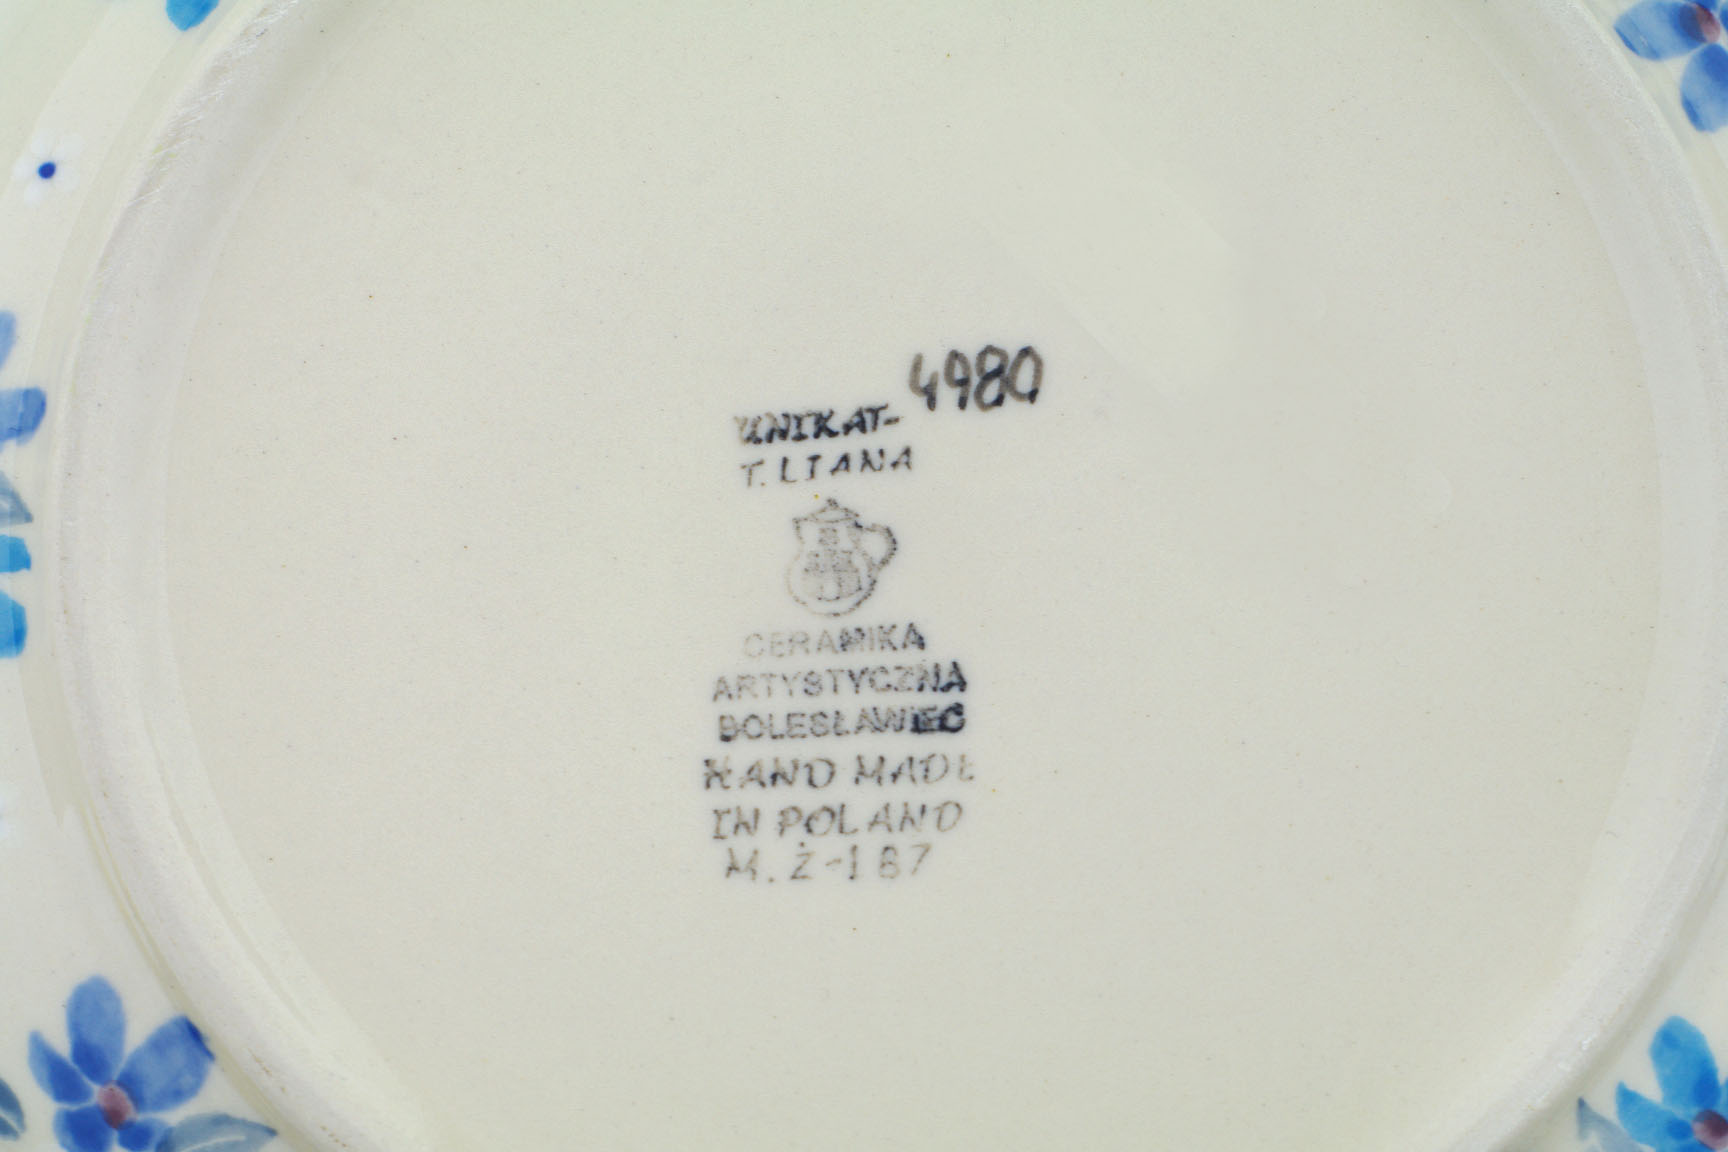 UNIKAT-4980
T. LIANA
CERAMIKA
ARTYSTYCZNA
BOLESŁAWIEC
HAND MADE
IN POLAND
M.Ż-187